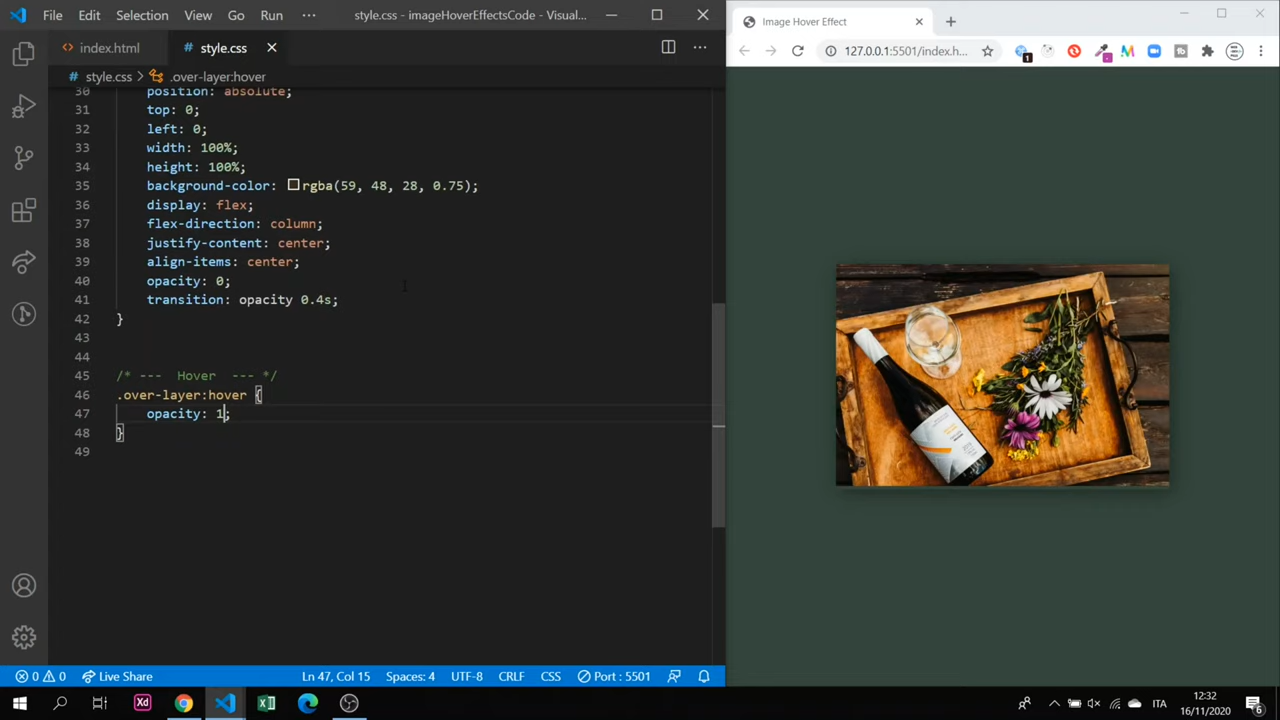 File Edit Selection View Go Run ··· style.css - imageHoverEffectsCode - Visual...
index.html style.css
# style.css > .over-layer:hover
30 position: absolute;
31 top: 0;
32 left: 0;
33 width: 100%;
34 height: 100%;
35 background-color: rgba(59, 48, 28, 0.75);
36 display: flex;
37 flex-direction: column;
38 justify-content: center;
39 align-items: center;
40 opacity: 0;
41 transition: opacity 0.4s;
42 }
43
44
45 /* --- Hover --- */
46 .over-layer:hover {
47 opacity: 1;
48 }
49
0 0 Live Share Ln 47, Col 15 Spaces: 4 UTF-8 CRLF CSS Port : 5501
Image Hover Effect
127.0.0.1:5501/index.h...
1
Xd
ITA 12:32
16/11/2020 6